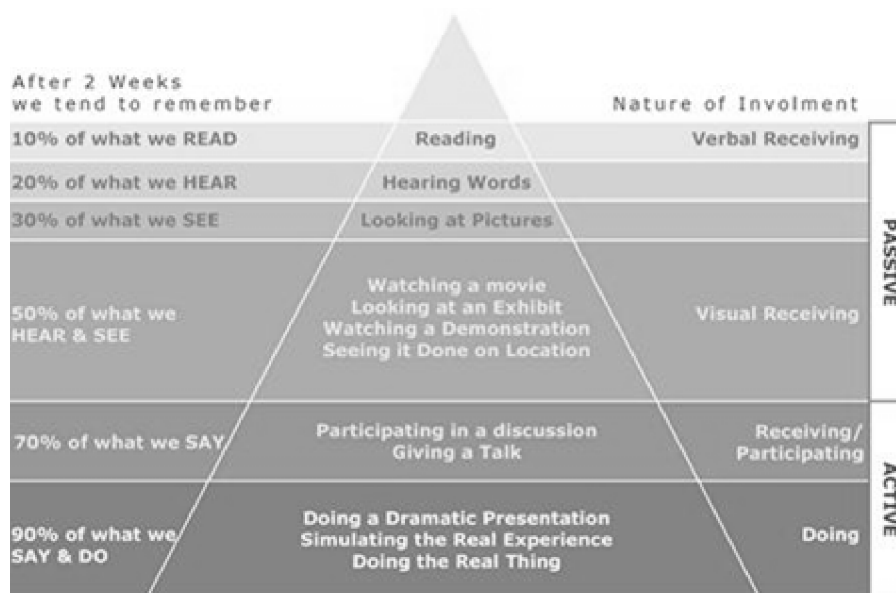 After 2 Weeks
we tend to remember
Nature of Involment
10% of what we READ
Reading
Verbal Receiving
20% of what we HEAR
Hearing Words
30% of what we SEE
Looking at Pictures
50% of what we
HEAR & SEE
Watching a movie
Looking at an Exhibit
Watching a Demonstration
Seeing it Done on Location
Visual Receiving
PASSIVE
70% of what we SAY
Participating in a discussion
Giving a Talk
Receiving/
Participating
90% of what we
SAY & DO
Doing a Dramatic Presentation
Simulating the Real Experience
Doing the Real Thing
Doing
ACTIVE